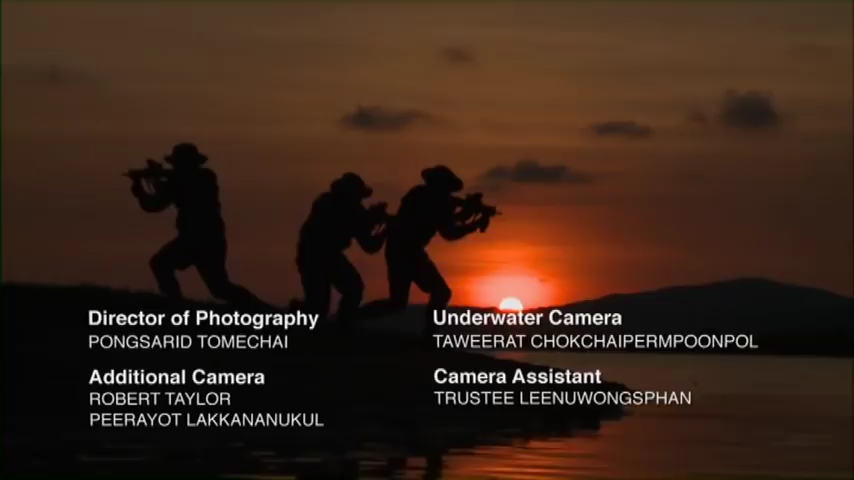 Director of Photography
PONGSARID TOMECHAI
Additional Camera
ROBERT TAYLOR
PEERAYOT LAKKANANUKUL
Underwater Camera
TAWEERAT CHOKCHAIPERMPOONPOL
Camera Assistant
TRUSTEE LEENUWONGSPHAN